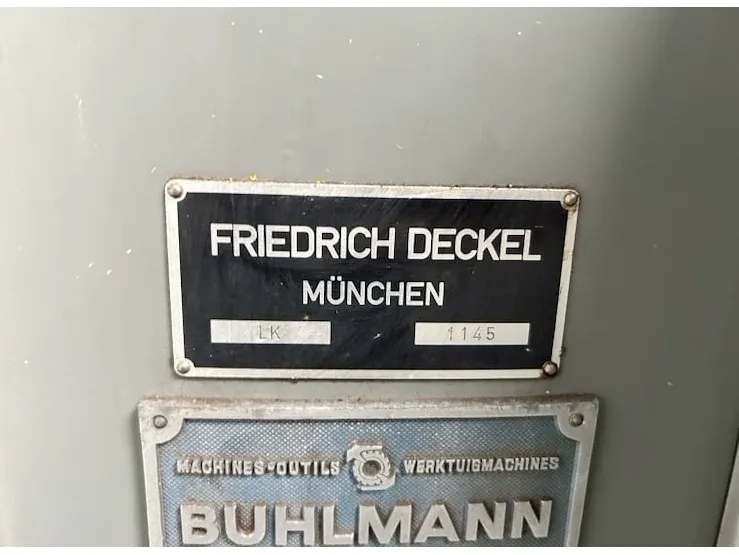 FRIEDRICH DECKEL
MÜNCHEN
LK 1145
MACHINES-OUTILS WERKTUIGMACHINES
BUHLMANN